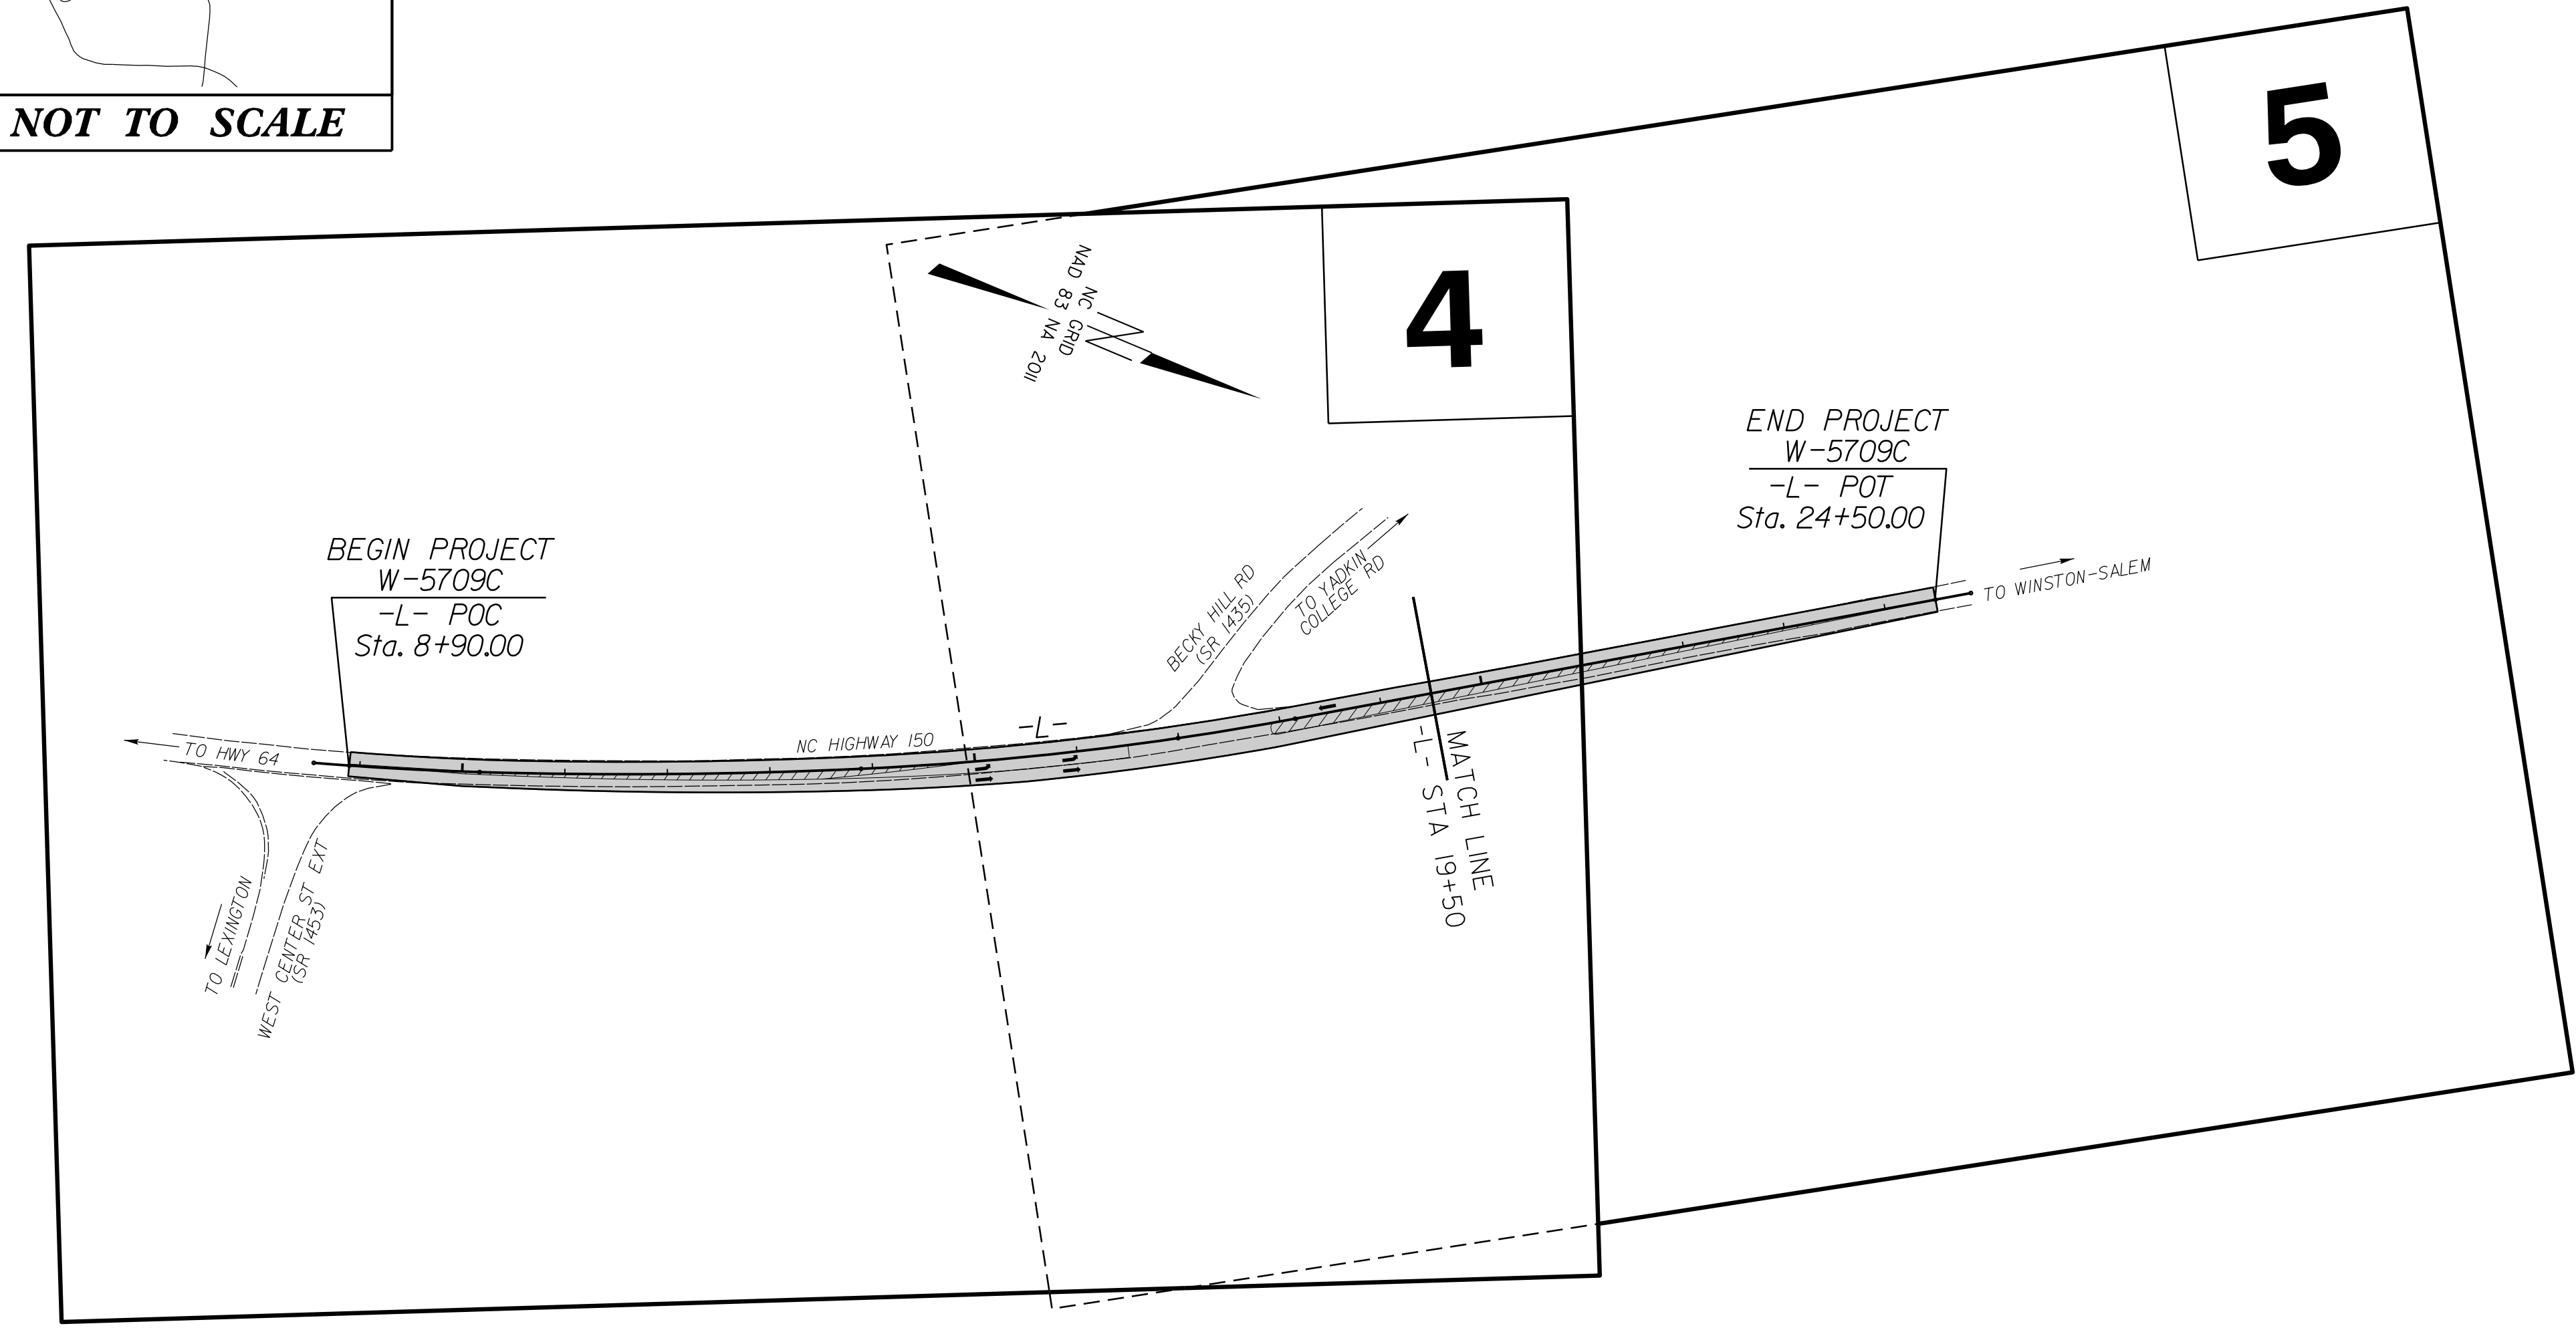 NOT TO SCALE
5
4
NC GRID
NAD 83 NA 2011
END PROJECT
W-5709C
-L- POT
Sta. 24+50.00
BEGIN PROJECT
W-5709C
-L- POC
Sta. 8+90.00
BECKY HILL RD
(SR 1435)
TO YADKIN
COLLEGE RD
TO WINSTON-SALEM
-L-
NC HIGHWAY 150
TO HWY 64
MATCH LINE
-L- STA 19+50
TO LEXINGTON
WEST CENTER ST EXT
(SR 1453)